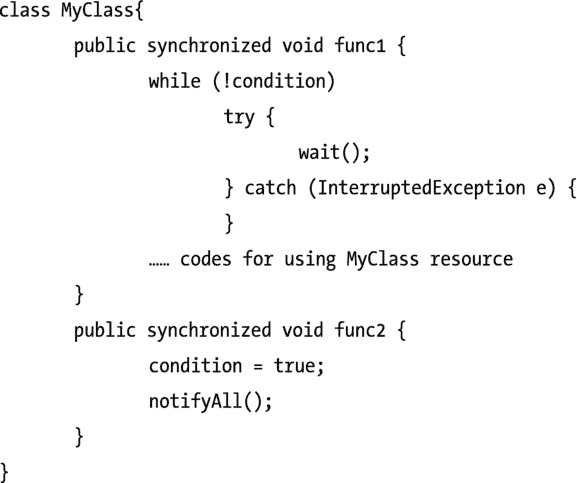 class MyClass{
public synchronized void func1 {
while (!condition)
try {
wait();
} catch (InterruptedException e) {
}
…… codes for using MyClass resource
}
public synchronized void func2 {
condition = true;
notifyAll();
}
}